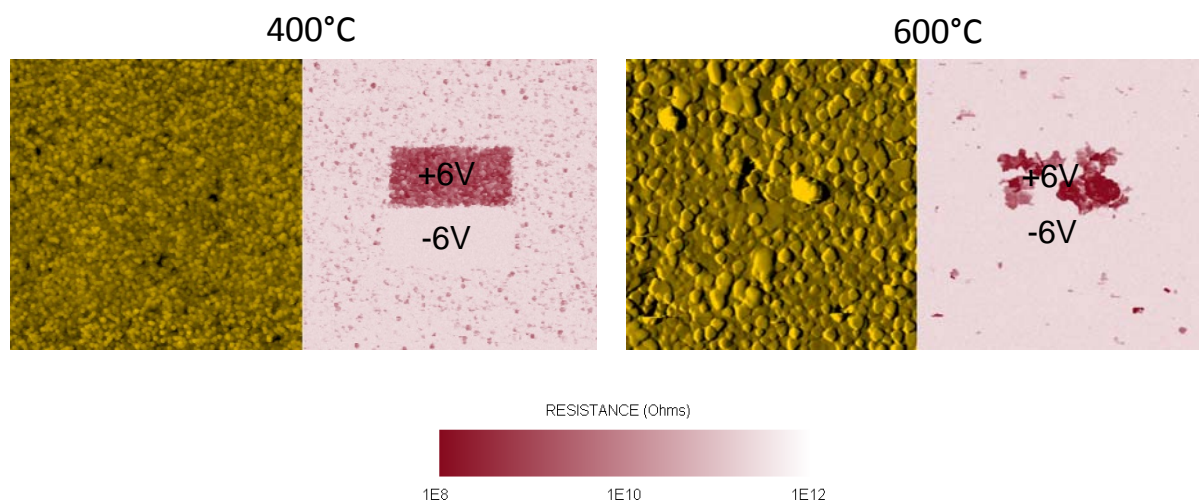 400°C
600°C
+6V
-6V
+6V
-6V
RESISTANCE (Ohms)
1E8
1E10
1E12